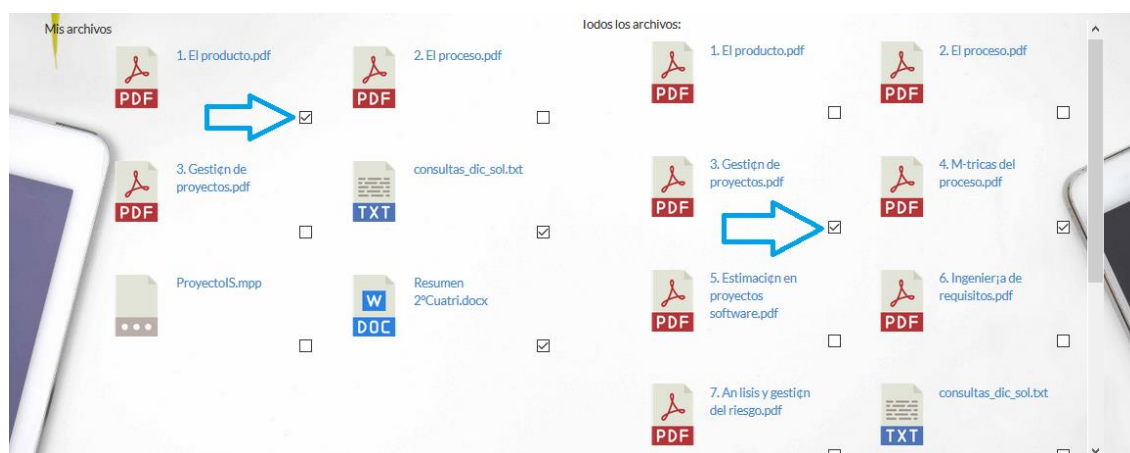 Mis archivos
1. El producto.pdf
PDF
2. El proceso.pdf
PDF
3. Gesti¢n de
proyectos.pdf
PDF
consultas_dic_sol.txt
TXT
ProyectoIS.mpp
Resumen
2ºCuatri.docx
W
DOC
Todos los archivos:
1. El producto.pdf
PDF
2. El proceso.pdf
PDF
3. Gesti¢n de
proyectos.pdf
PDF
4. M-tricas del
proceso.pdf
PDF
5. Estimaci¢n en
proyectos
software.pdf
PDF
6. Ingenier¡a de
requisitos.pdf
PDF
7. An lisis y gesti¢n
del riesgo.pdf
PDF
consultas_dic_sol.txt
TXT